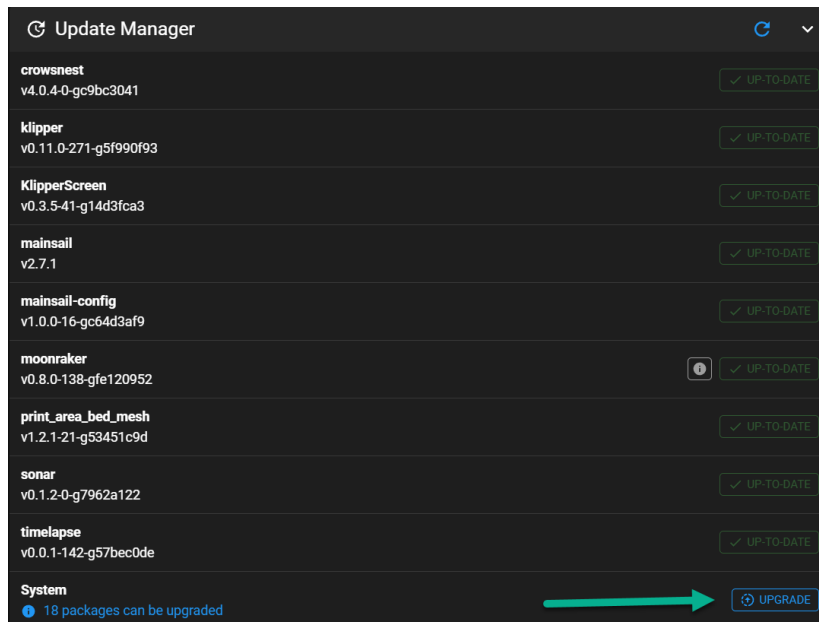 Update Manager
crowsnest
v4.0.4-0-gc9bc3041
UP-TO-DATE
klipper
v0.11.0-271-g5f990f93
UP-TO-DATE
KlipperScreen
v0.3.5-41-g14d3fca3
UP-TO-DATE
mainsail
v2.7.1
UP-TO-DATE
mainsail-config
v1.0.0-16-gc64d3af9
UP-TO-DATE
moonraker
v0.8.0-138-gfe120952
UP-TO-DATE
print_area_bed_mesh
v1.2.1-21-g53451c9d
UP-TO-DATE
sonar
v0.1.2-0-g7962a122
UP-TO-DATE
timelapse
v0.0.1-142-g57bec0de
UP-TO-DATE
System
18 packages can be upgraded
UPGRADE